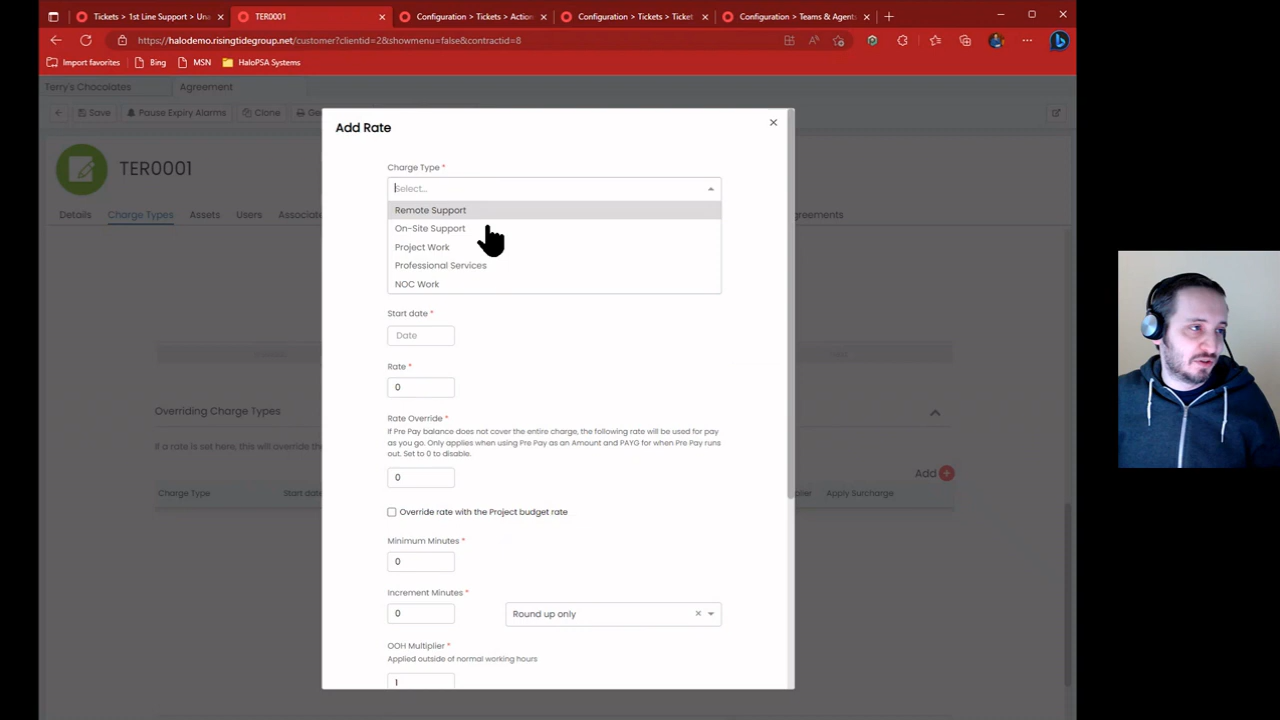 Tickets > 1st Line Support > Una
TER0001
Configuration > Tickets > Action
Configuration > Tickets > Ticket
Configuration > Teams & Agents
https://halodemo.risingtidegroup.net/customer?clientid=2&showmenu=false&contractid=8
Import favorites
Bing
MSN
HaloPSA Systems
Terry's Chocolates
Agreement
Save
Pause Expiry Alarms
Clone
TER0001
Details
Charge Types
Assets
Users
Associate
greements
Overriding Charge Types
If a rate is set here, this will override th
Add
Charge Type
Start date
plier
Apply Surcharge
Add Rate
Charge Type *
Select...
Remote Support
On-Site Support
Project Work
Professional Services
NOC Work
Start date *
Date
Rate *
0
Rate Override *
If Pre Pay balance does not cover the entire charge, the following rate will be used for pay
as you go. Only applies when using Pre Pay as an Amount and PAYG for when Pre Pay runs
out. Set to 0 to disable.
0
Override rate with the Project budget rate
Minimum Minutes *
0
Increment Minutes *
0
Round up only
OOH Multiplier *
Applied outside of normal working hours
1